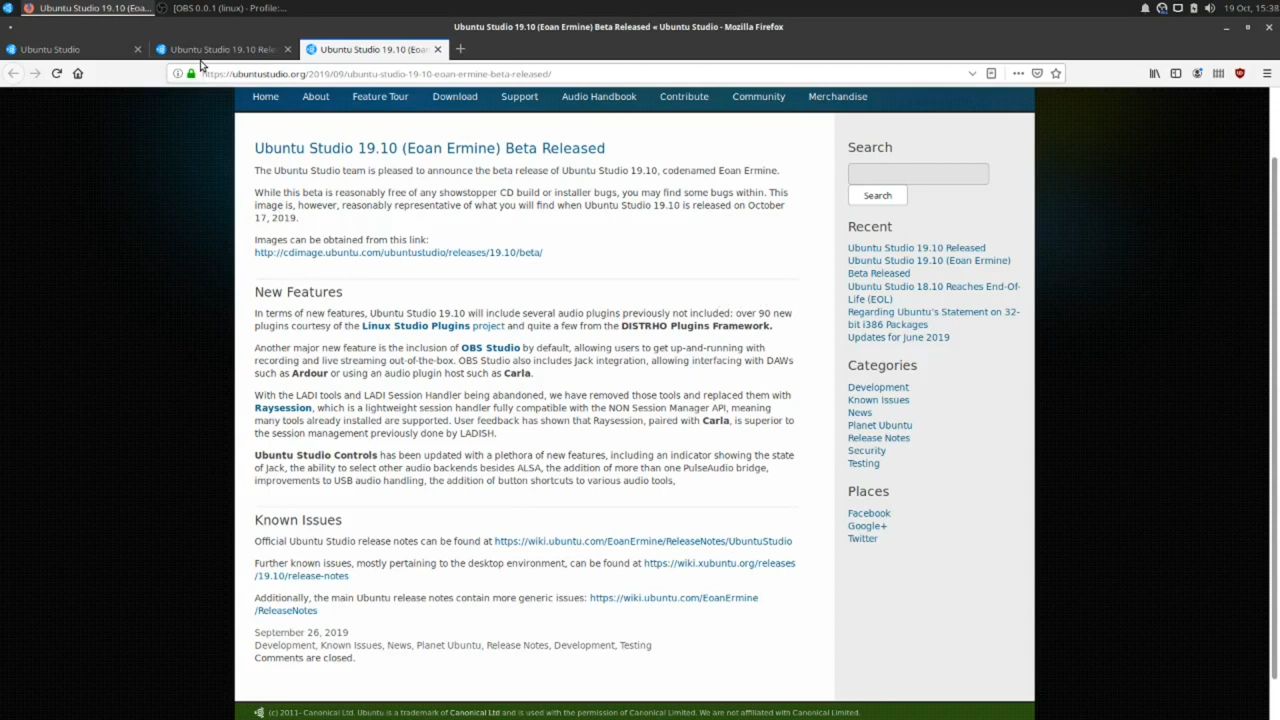 Ubuntu Studio 19.10 (Eoa...
[OBS 0.0.1 (linux) - Profile:...
19 Oct, 15:38
Ubuntu Studio 19.10 (Eoan Ermine) Beta Released « Ubuntu Studio - Mozilla Firefox
Ubuntu Studio
Ubuntu Studio 19.10 Rele
Ubuntu Studio 19.10 (Eoan
https://ubuntustudio.org/2019/09/ubuntu-studio-19-10-eoan-ermine-beta-released/
Home About Feature Tour Download Support Audio Handbook Contribute Community Merchandise
Ubuntu Studio 19.10 (Eoan Ermine) Beta Released
The Ubuntu Studio team is pleased to announce the beta release of Ubuntu Studio 19.10, codenamed Eoan Ermine.
While this beta is reasonably free of any showstopper CD build or installer bugs, you may find some bugs within. This
image is, however, reasonably representative of what you will find when Ubuntu Studio 19.10 is released on October
17, 2019.
Images can be obtained from this link:
http://cdimage.ubuntu.com/ubuntustudio/releases/19.10/beta/
New Features
In terms of new features, Ubuntu Studio 19.10 will include several audio plugins previously not included: over 90 new
plugins courtesy of the Linux Studio Plugins project and quite a few from the DISTRHO Plugins Framework.
Another major new feature is the inclusion of OBS Studio by default, allowing users to get up-and-running with
recording and live streaming out-of-the-box. OBS Studio also includes Jack integration, allowing interfacing with DAWs
such as Ardour or using an audio plugin host such as Carla.
With the LADI tools and LADI Session Handler being abandoned, we have removed those tools and replaced them with
Raysession, which is a lightweight session handler fully compatible with the NON Session Manager API, meaning
many tools already installed are supported. User feedback has shown that Raysession, paired with Carla, is superior to
the session management previously done by LADISH.
Ubuntu Studio Controls has been updated with a plethora of new features, including an indicator showing the state
of Jack, the ability to select other audio backends besides ALSA, the addition of more than one PulseAudio bridge,
improvements to USB audio handling, the addition of button shortcuts to various audio tools,
Known Issues
Official Ubuntu Studio release notes can be found at https://wiki.ubuntu.com/EoanErmine/ReleaseNotes/UbuntuStudio
Further known issues, mostly pertaining to the desktop environment, can be found at https://wiki.xubuntu.org/releases
/19.10/release-notes
Additionally, the main Ubuntu release notes contain more generic issues: https://wiki.ubuntu.com/EoanErmine
/ReleaseNotes
September 26, 2019
Development, Known Issues, News, Planet Ubuntu, Release Notes, Development, Testing
Comments are closed.
Search
Search
Recent
Ubuntu Studio 19.10 Released
Ubuntu Studio 19.10 (Eoan Ermine)
Beta Released
Ubuntu Studio 18.10 Reaches End-Of-
Life (EOL)
Regarding Ubuntu's Statement on 32-
bit i386 Packages
Updates for June 2019
Categories
Development
Known Issues
News
Planet Ubuntu
Release Notes
Security
Testing
Places
Facebook
Google+
Twitter
(c) 2011- Canonical Ltd. Ubuntu is a trademark of Canonical Ltd and is used with the permission of Canonical Limited. We are not affiliated with Canonical Limited.